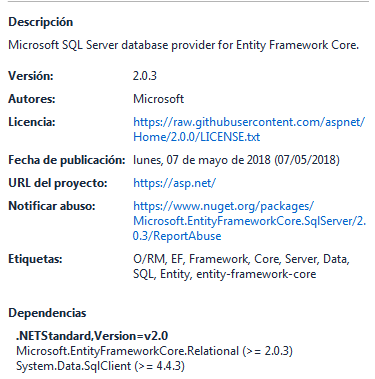 Descripción
Microsoft SQL Server database provider for Entity Framework Core.
Versión: 2.0.3
Autores: Microsoft
Licencia: https://raw.githubusercontent.com/aspnet/
Home/2.0.0/LICENSE.txt
Fecha de publicación: lunes, 07 de mayo de 2018 (07/05/2018)
URL del proyecto: https://asp.net/
Notificar abuso: https://www.nuget.org/packages/
Microsoft.EntityFrameworkCore.SqlServer/2.
0.3/ReportAbuse
Etiquetas: O/RM, EF, Framework, Core, Server, Data,
SQL, Entity, entity-framework-core
Dependencias
.NETStandard,Version=v2.0
Microsoft.EntityFrameworkCore.Relational (>= 2.0.3)
System.Data.SqlClient (>= 4.4.3)